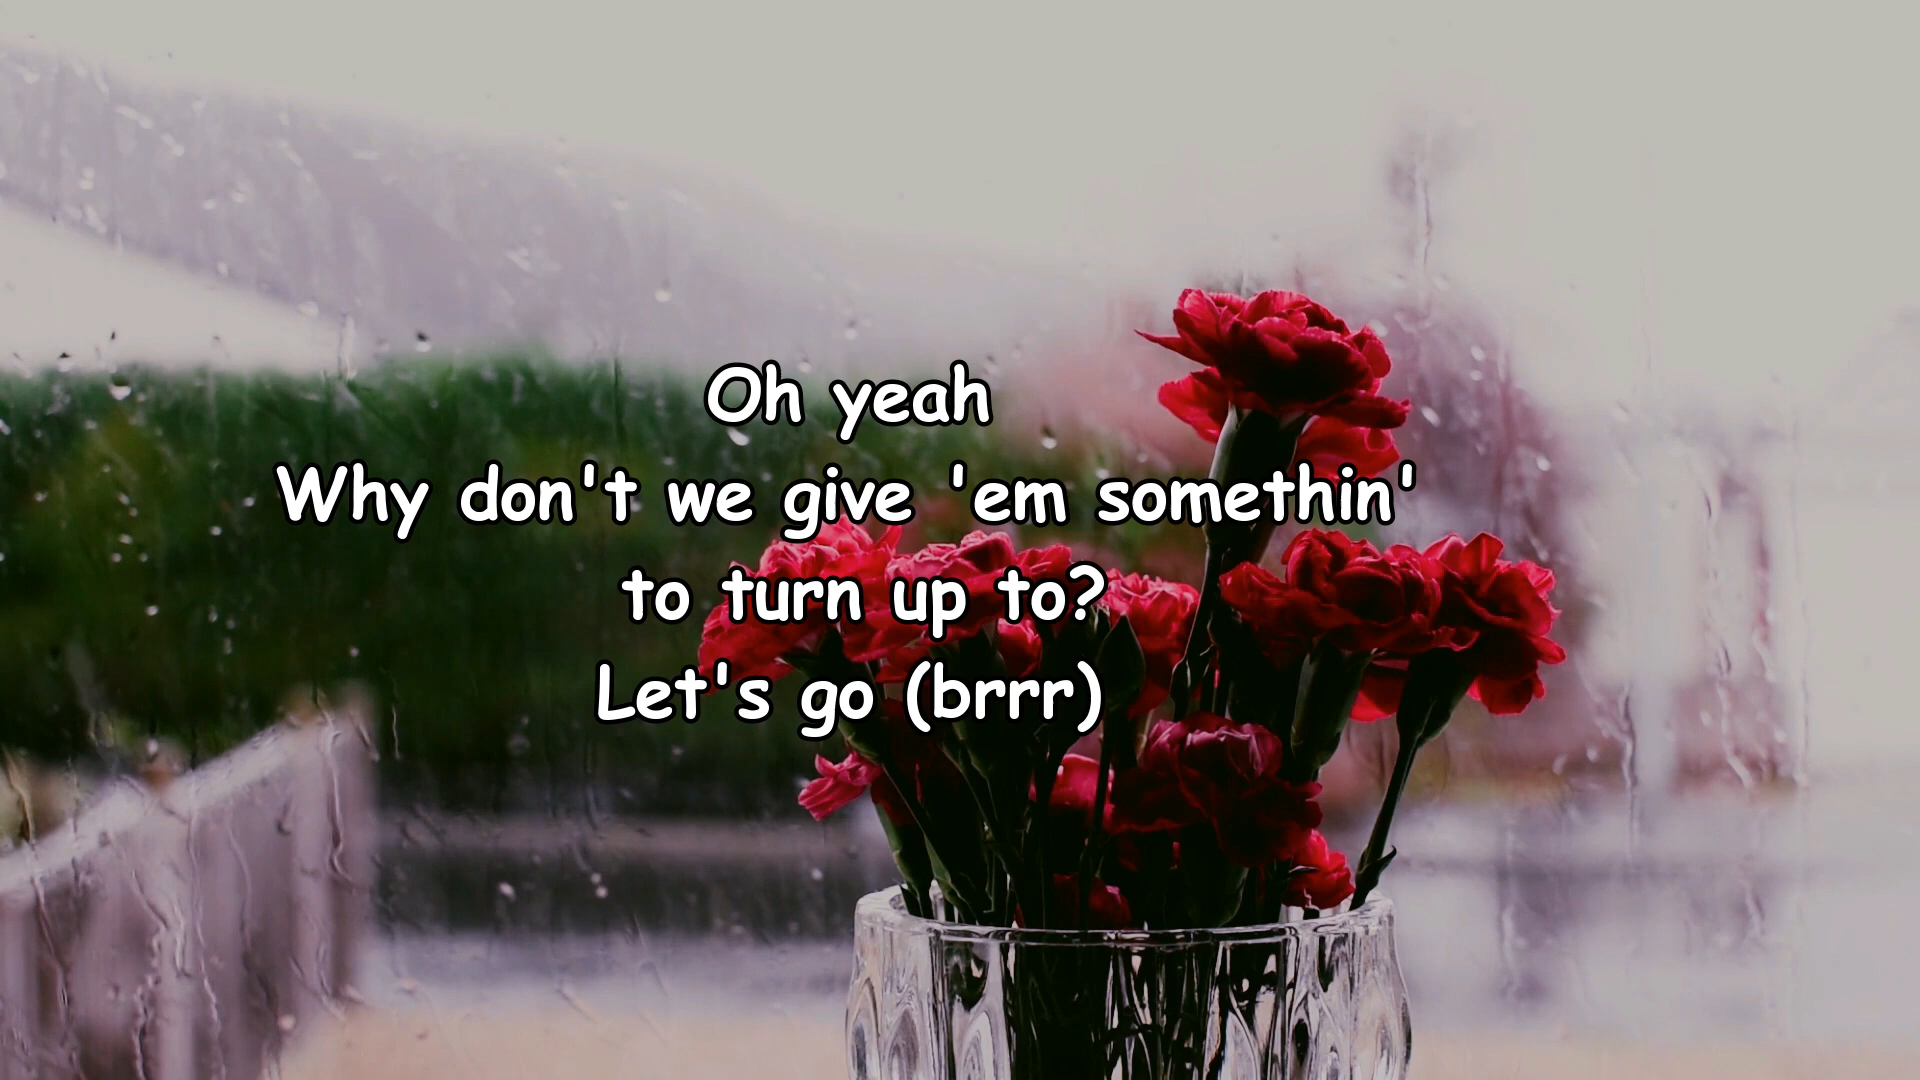 Oh yeah
Why don't we give 'em somethin'
to turn up to?
Let's go (brrr)